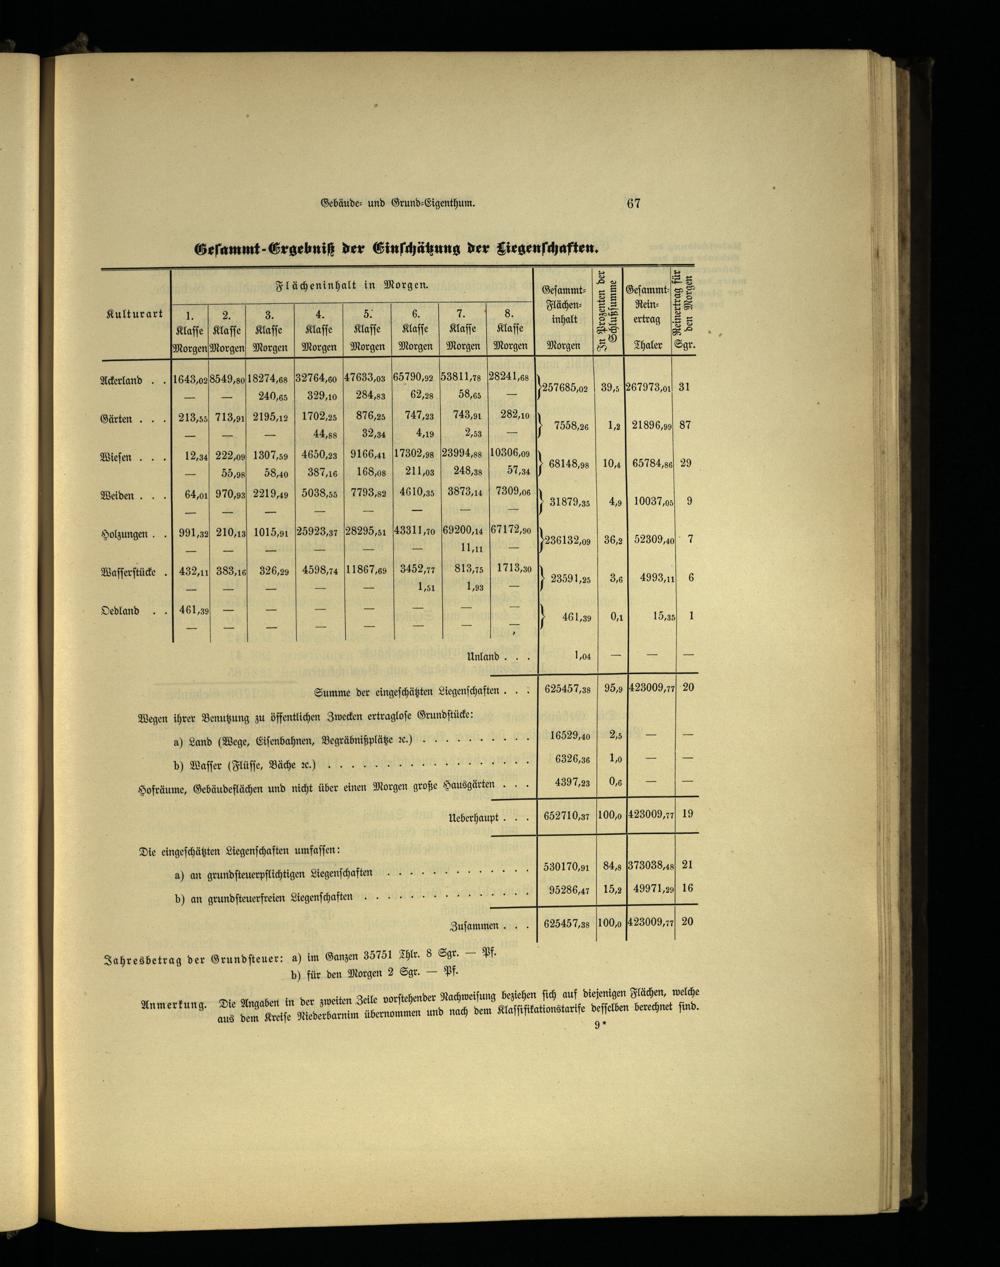 Gebäude- und Grund-Eigenthum. 67
Gesammt-Ergebniß der Einschätzung der Liegenschaften.
Kulturart
Flächeninhalt in Morgen.
1. Klasse Morgen
2. Klasse Morgen
3. Klasse Morgen
4. Klasse Morgen
5. Klasse Morgen
6. Klasse Morgen
7. Klasse Morgen
8. Klasse Morgen
Gesammt-Flächen-inhalt Morgen
In Prozenten der Schlußsumme
Gesammt-Rein-ertrag Thaler
Reinertrag für den Morgen Sgr.
Ackerland . . 1643,02 8549,80 18274,68 32764,60 47633,03 65790,92 53811,78 28241,68
— — 240,65 329,10 284,83 62,28 58,65 —
} 257685,02 39,5 267973,01 31
Gärten . . . 213,55 713,91 2195,12 1702,25 876,25 747,23 743,91 282,10
— — — 44,88 32,34 4,19 2,53 —
} 7558,26 1,2 21896,99 87
Wiesen . . . 12,34 222,09 1307,59 4650,23 9166,41 17302,98 23994,88 10306,09
— 55,98 58,40 387,16 168,08 211,03 248,38 57,34
} 68148,98 10,4 65784,86 29
Weiden . . . 64,01 970,93 2219,49 5038,55 7793,82 4610,35 3873,14 7309,06
— — — — — — — —
} 31879,35 4,9 10037,05 9
Holzungen . . 991,32 210,13 1015,91 25923,37 28295,51 43311,70 69200,14 67172,90
— — — — — — 11,11 —
} 236132,09 36,2 52309,40 7
Wasserstücke . 432,11 383,16 326,29 4598,74 11867,69 3452,77 813,75 1713,30
— — — — — 1,51 1,93 —
} 23591,25 3,6 4993,11 6
Oedland . . 461,39 — — — — — — —
— — — — — — — —
} 461,39 0,1 15,35 1
Unland . . . 1,04 — — —
Summe der eingeschätzten Liegenschaften . . . 625457,38 95,9 423009,77 20
Wegen ihrer Benutzung zu öffentlichen Zwecken ertraglose Grundstücke:
a) Land (Wege, Eisenbahnen, Begräbnißplätze ꝛc.) . . . . . . . . . . 16529,40 2,5 — —
b) Wasser (Flüsse, Bäche ꝛc.) . . . . . . . . . . . . . . . . . 6326,36 1,0 — —
Hofräume, Gebäudeflächen und nicht über einen Morgen große Hausgärten . . . 4397,23 0,6 — —
Ueberhaupt . . . 652710,37 100,0 423009,77 19
Die eingeschätzten Liegenschaften umfassen:
a) an grundsteuerpflichtigen Liegenschaften . . . . . . . . . . . . . 530170,91 84,8 373038,48 21
b) an grundsteuerfreien Liegenschaften . . . . . . . . . . . . . . . 95286,47 15,2 49971,29 16
Zusammen . . . 625457,38 100,0 423009,77 20
Jahresbetrag der Grundsteuer: a) im Ganzen 35751 Thlr. 8 Sgr. — Pf.
b) für den Morgen 2 Sgr. — Pf.
Anmerkung. Die Angaben in der zweiten Zeile vorstehender Nachweisung beziehen sich auf diejenigen Flächen, welche
aus dem Kreise Niederbarnim übernommen und nach dem Klassifikationstarife desselben berechnet sind.
9*